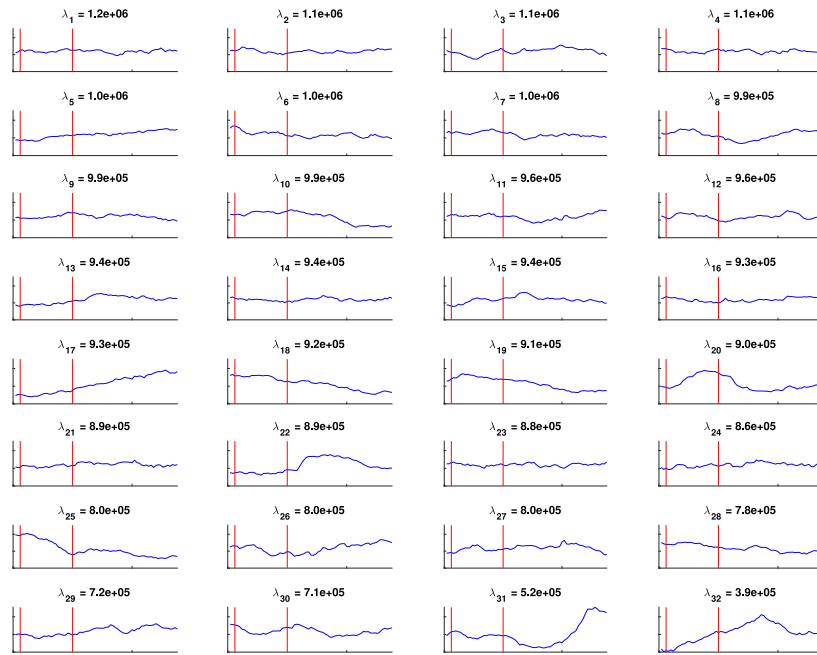 λ1 = 1.2e+06
λ2 = 1.1e+06
λ3 = 1.1e+06
λ4 = 1.1e+06
λ5 = 1.0e+06
λ6 = 1.0e+06
λ7 = 1.0e+06
λ8 = 9.9e+05
λ9 = 9.9e+05
λ10 = 9.9e+05
λ11 = 9.6e+05
λ12 = 9.6e+05
λ13 = 9.4e+05
λ14 = 9.4e+05
λ15 = 9.4e+05
λ16 = 9.3e+05
λ17 = 9.3e+05
λ18 = 9.2e+05
λ19 = 9.1e+05
λ20 = 9.0e+05
λ21 = 8.9e+05
λ22 = 8.9e+05
λ23 = 8.8e+05
λ24 = 8.6e+05
λ25 = 8.0e+05
λ26 = 8.0e+05
λ27 = 8.0e+05
λ28 = 7.8e+05
λ29 = 7.2e+05
λ30 = 7.1e+05
λ31 = 5.2e+05
λ32 = 3.9e+05